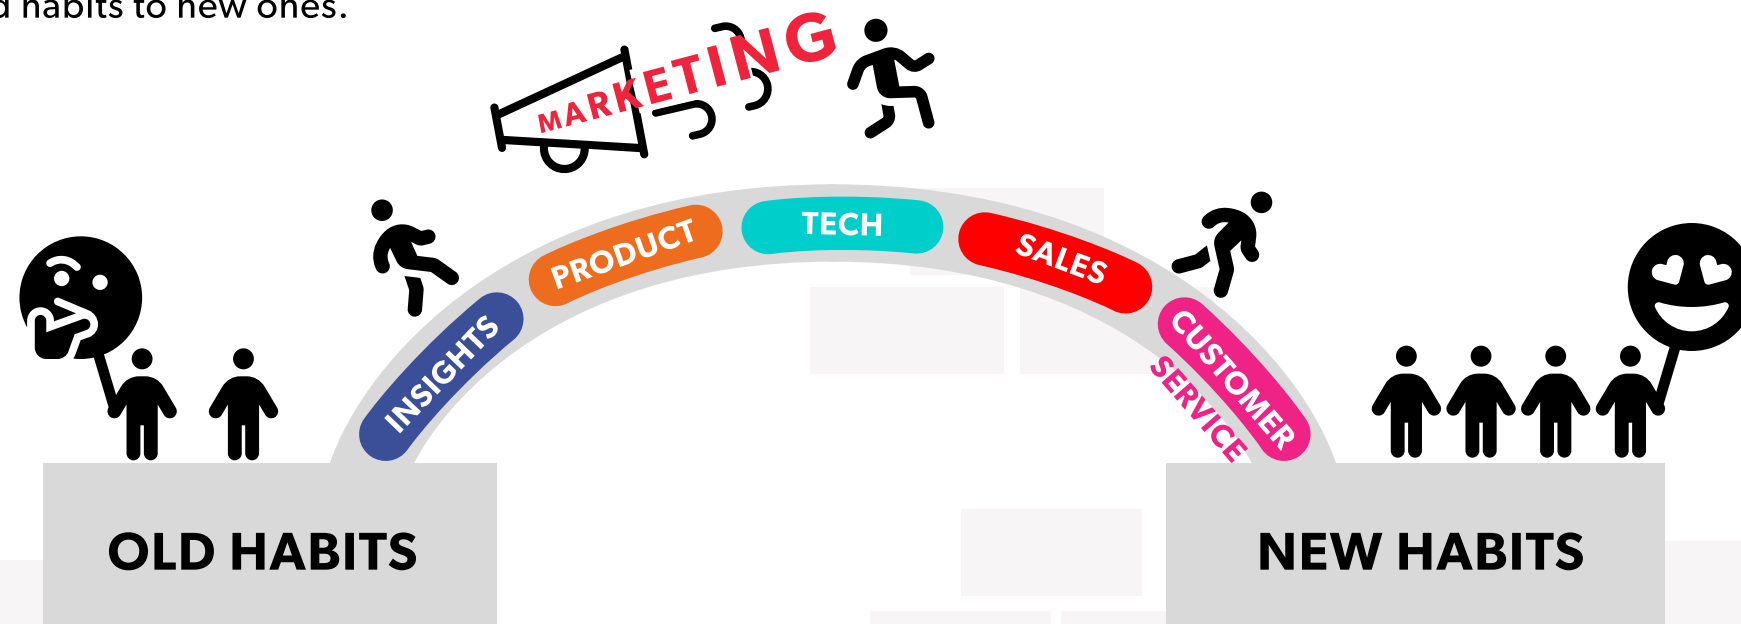 habits to new ones.
MARKETING
INSIGHTS
PRODUCT
TECH
SALES
CUSTOMER
SERVICE
OLD HABITS
NEW HABITS